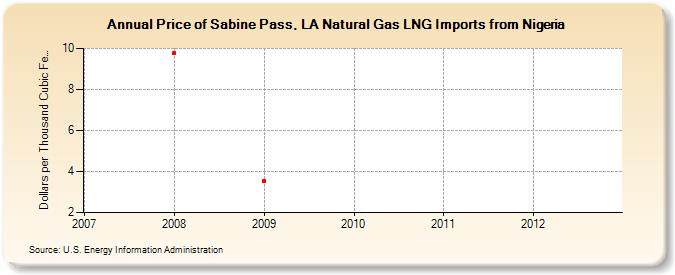 Annual Price of Sabine Pass, LA Natural Gas LNG Imports from Nigeria
Dollars per Thousand Cubic Fe...
10
8
6
4
2
2007 2008 2009 2010 2011 2012
Source: U.S. Energy Information Administration